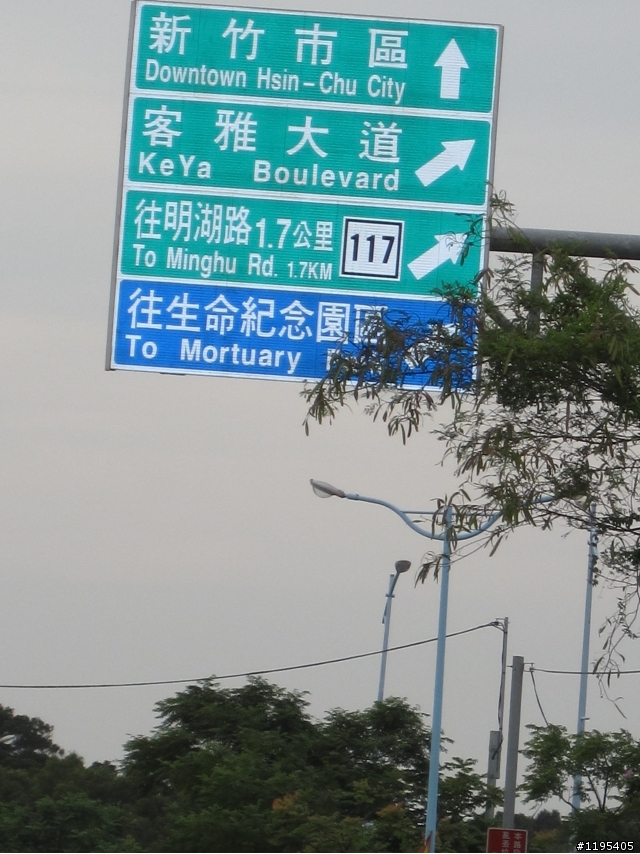 新竹市區
Downtown Hsin-Chu City
客雅大道
KeYa Boulevard
往明湖路1.7公里
To Minghu Rd. 1.7KM
117
往生命紀念園區
To Mortuary
#1195405